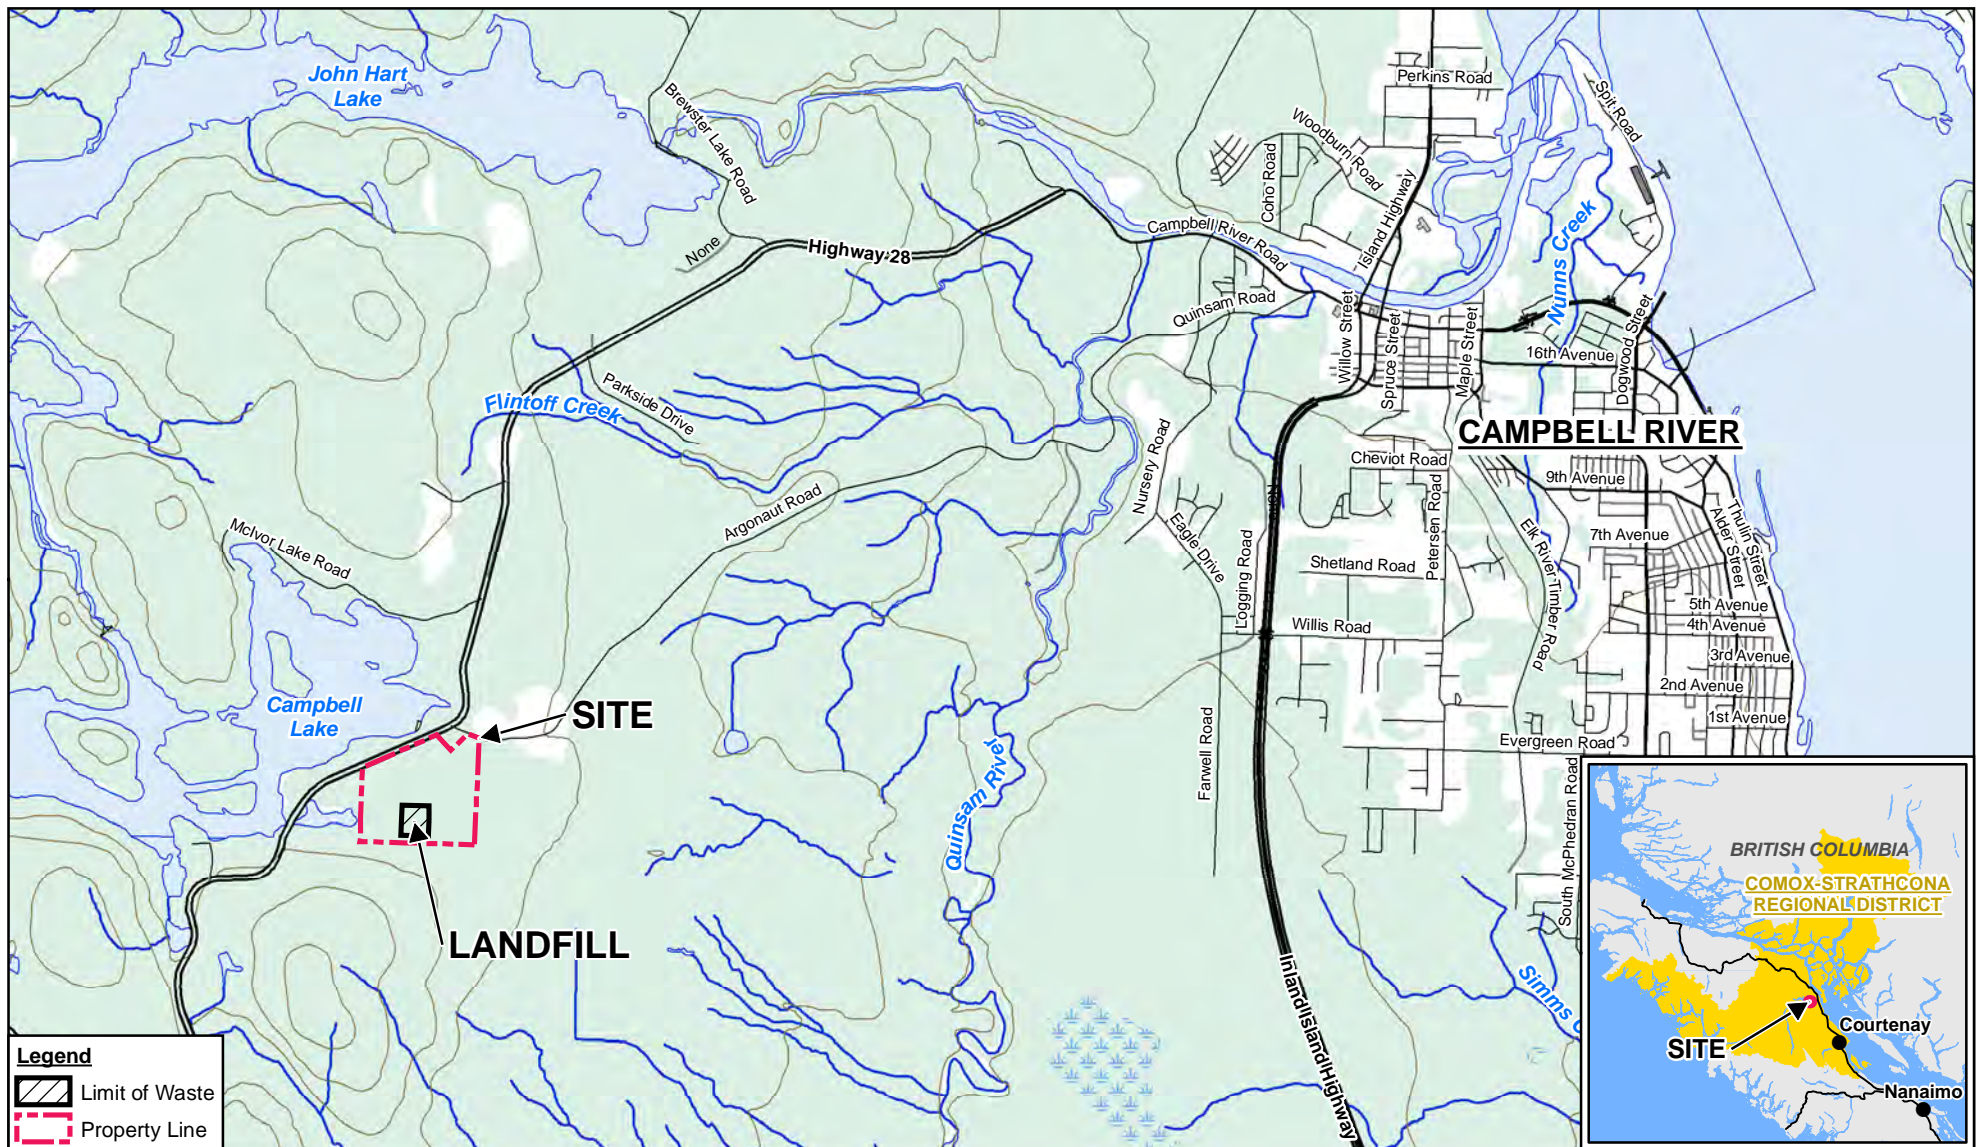 John Hart
Lake
Brewster Lake Road
None
Highway 28
Perkins Road
Woodburn Road
Coho Road
Spit Road
Island Highway
Campbell River Road
Nunns Creek
Quinsam Road
Willow Street
Spruce Street
Maple Street
16th Avenue
Dogwood Street
Parkside Drive
Flintoff Creek
CAMPBELL RIVER
Nursery Road
Cheviot Road
Petersen Road
9th Avenue
Argonaut Road
None
Eagle Drive
Elk River Timber Road
7th Avenue
Alder Street
Thulin Street
McIvor Lake Road
Logging Road
Shetland Road
5th Avenue
4th Avenue
Willis Road
3rd Avenue
2nd Avenue
1st Avenue
Campbell
Lake
SITE
Quinsam River
Farwell Road
Evergreen Road
South McPhedran Road
LANDFILL
Inland Island Highway
Simms C
BRITISH COLUMBIA
COMOX-STRATHCONA
REGIONAL DISTRICT
Courtenay
SITE
Nanaimo
Legend
Limit of Waste
Property Line